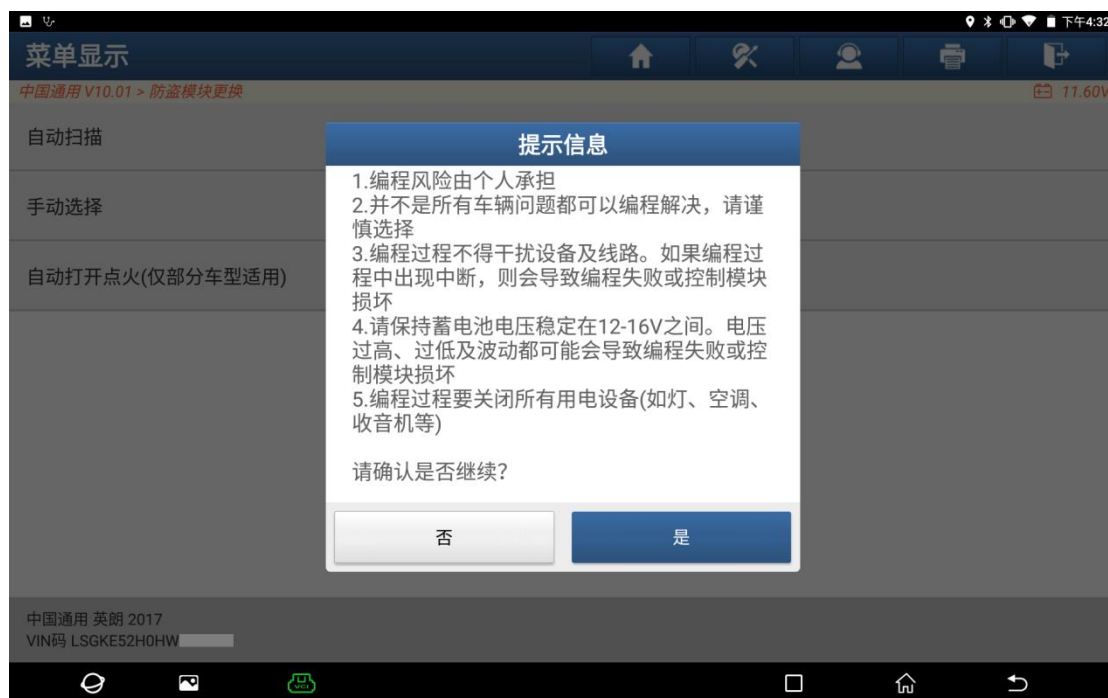 下午4:32
菜单显示
中国通用 V10.01 > 防盗模块更换
11.60V
自动扫描
手动选择
自动打开点火(仅部分车型适用)
提示信息
1.编程风险由个人承担
2.并不是所有车辆问题都可以编程解决，请谨
慎选择
3.编程过程不得干扰设备及线路。如果编程过
程中出现中断，则会导致编程失败或控制模块
损坏
4.请保持蓄电池电压稳定在12-16V之间。电压
过高、过低及波动都可能会导致编程失败或控
制模块损坏
5.编程过程要关闭所有用电设备(如灯、空调、
收音机等)
请确认是否继续?
否
是
中国通用 英朗 2017
VIN码 LSGKE52H0HW
VCI